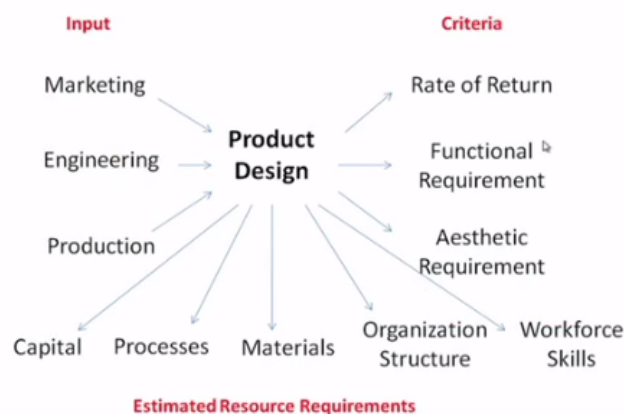 Input
Criteria
Marketing
Rate of Return
Engineering
Product
Design
Functional
Requirement
Production
Aesthetic
Requirement
Capital
Processes
Materials
Organization
Structure
Workforce
Skills
Estimated Resource Requirements